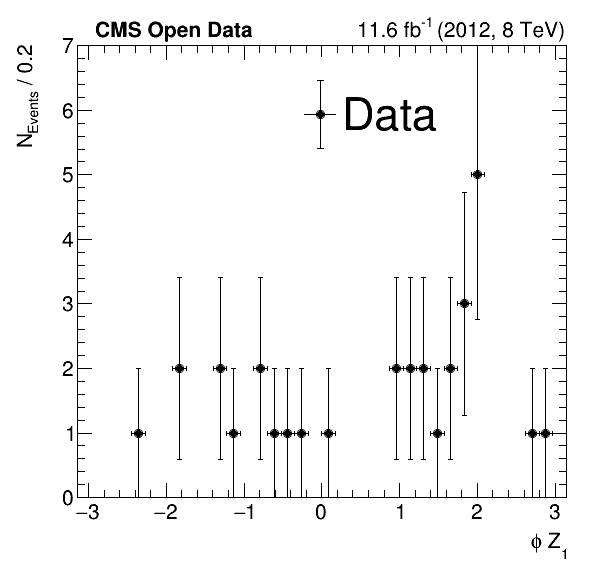 CMS Open Data 11.6 fb⁻¹ (2012, 8 TeV)
N_Events / 0.2
7
6
5
4
3
2
1
0
Data
−3 −2 −1 0 1 2 3
ϕ Z₁